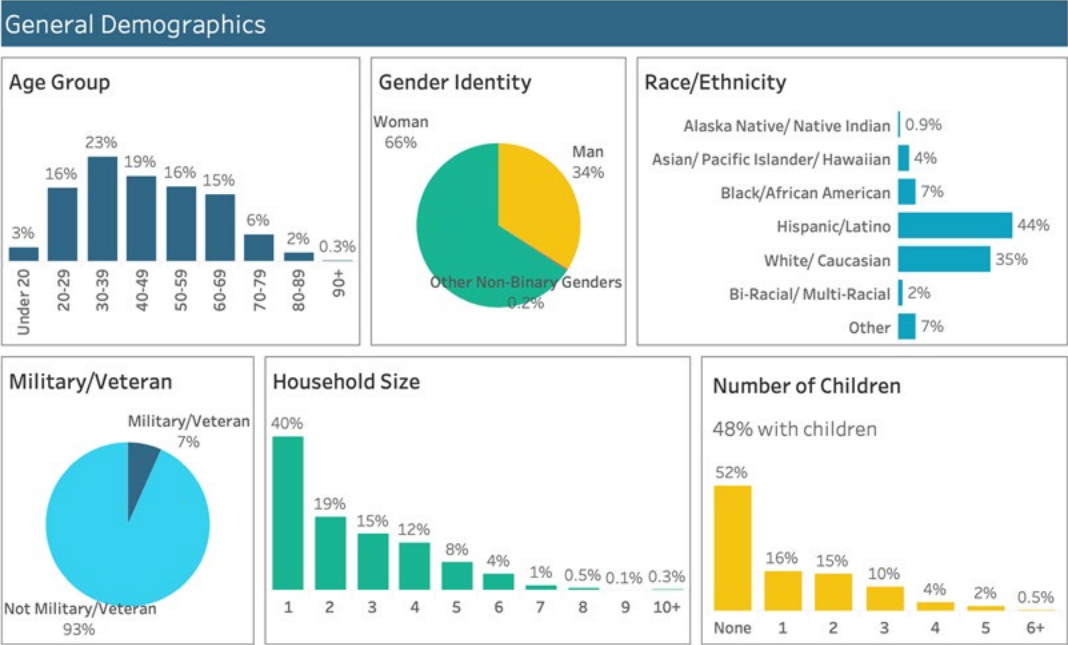 General Demographics
Age Group
23%
19%
16%
16%
15%
6%
3%
2%
0.3%
Under 20
20-29
30-39
40-49
50-59
60-69
70-79
80-89
90+
Gender Identity
Woman
66%
Man
34%
Other Non-Binary Genders
0.2%
Race/Ethnicity
Alaska Native/ Native Indian 0.9%
Asian/ Pacific Islander/ Hawaiian 4%
Black/African American 7%
Hispanic/Latino 44%
White/ Caucasian 35%
Bi-Racial/ Multi-Racial 2%
Other 7%
Military/Veteran
Military/Veteran
7%
Not Military/Veteran
93%
Household Size
40%
19%
15%
12%
8%
4%
1% 0.5% 0.1% 0.3%
1 2 3 4 5 6 7 8 9 10+
Number of Children
48% with children
52%
16% 15%
10%
4% 2% 0.5%
None 1 2 3 4 5 6+